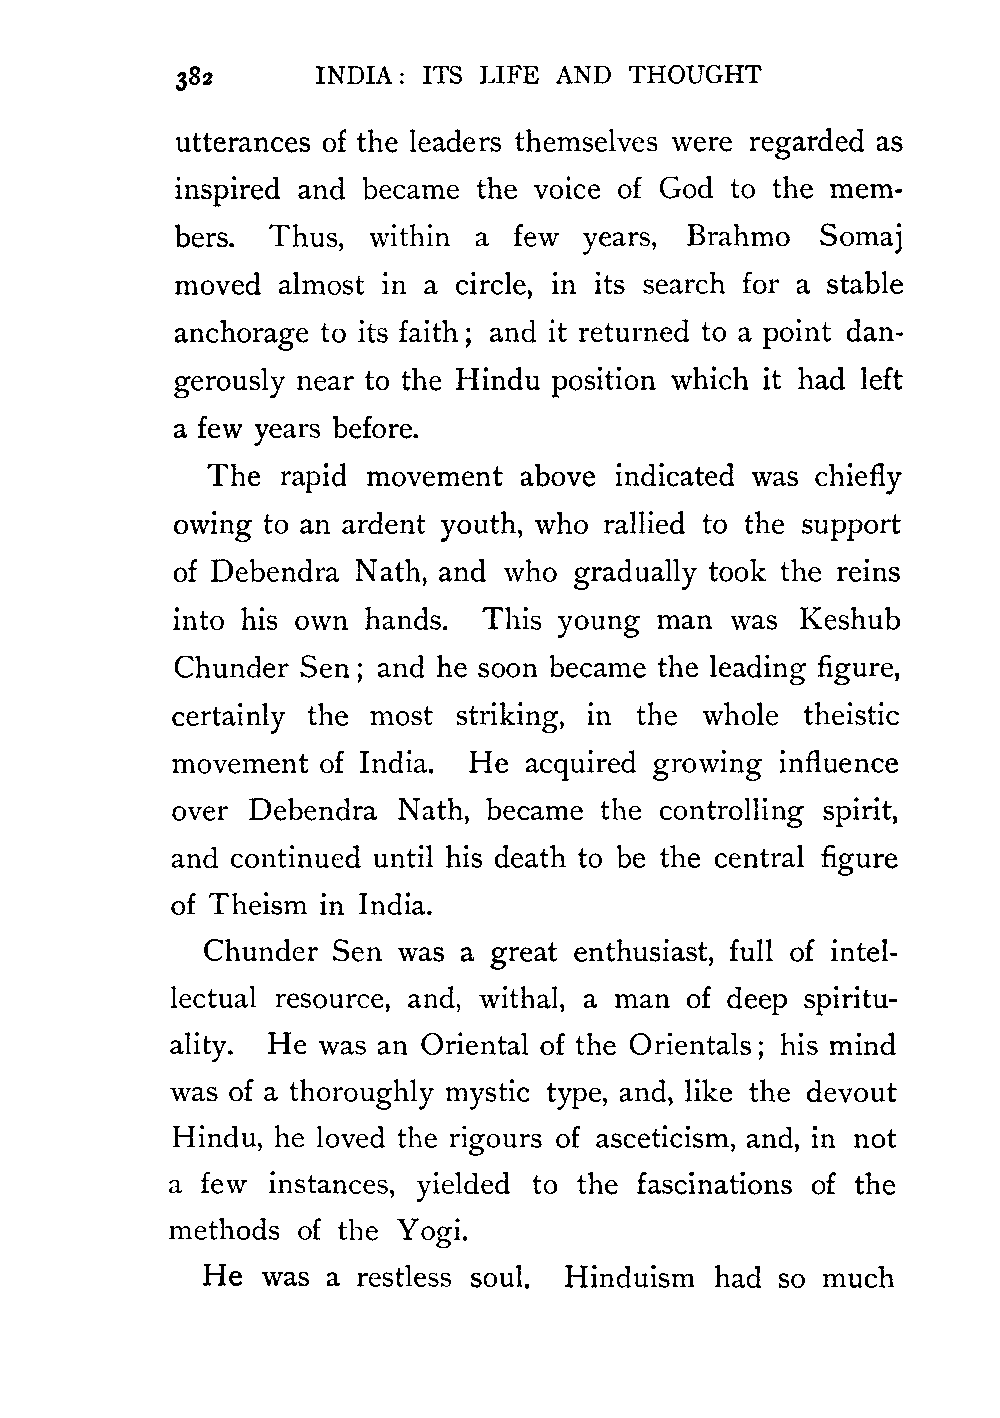 382 INDIA: ITS LIFE AND THOUGHT
utterances of the leaders themselves were regarded as
inspired and became the voice of God to the mem-
bers. Thus, within a few years, Brahmo Somaj
moved almost in a circle, in its search for a stable
anchorage to its faith; and it returned to a point dan-
gerously near to the Hindu position which it had left
a few years before.
The rapid movement above indicated was chiefly
owing to an ardent youth, who rallied to the support
of Debendra Nath, and who gradually took the reins
into his own hands. This young man was Keshub
Chunder Sen; and he soon became the leading figure,
certainly the most striking, in the whole theistic
movement of India. He acquired growing influence
over Debendra Nath, became the controlling spirit,
and continued until his death to be the central figure
of Theism in India.
Chunder Sen was a great enthusiast, full of intel-
lectual resource, and, withal, a man of deep spiritu-
ality. He was an Oriental of the Orientals; his mind
was of a thoroughly mystic type, and, like the devout
Hindu, he loved the rigours of asceticism, and, in not
a few instances, yielded to the fascinations of the
methods of the Yogi.
He was a restless soul. Hinduism had so much